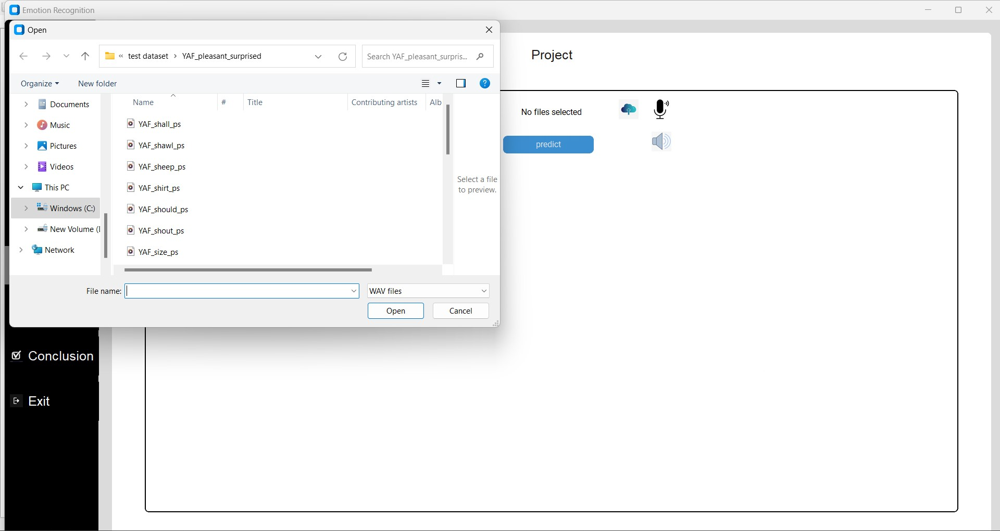 Emotion Recognition
Open
« test dataset › YAF_pleasant_surprised
Search YAF_pleasant_surpris...
Organize
New folder
?
Name
#
Title
Contributing artists
Alb
Documents
Music
Pictures
Videos
This PC
Windows (C:)
New Volume (
Network
YAF_shall_ps
YAF_shawl_ps
YAF_sheep_ps
YAF_shirt_ps
YAF_should_ps
YAF_shout_ps
YAF_size_ps
Select a file
to preview.
File name:
WAV files
Open
Cancel
Project
No files selected
predict
Conclusion
Exit